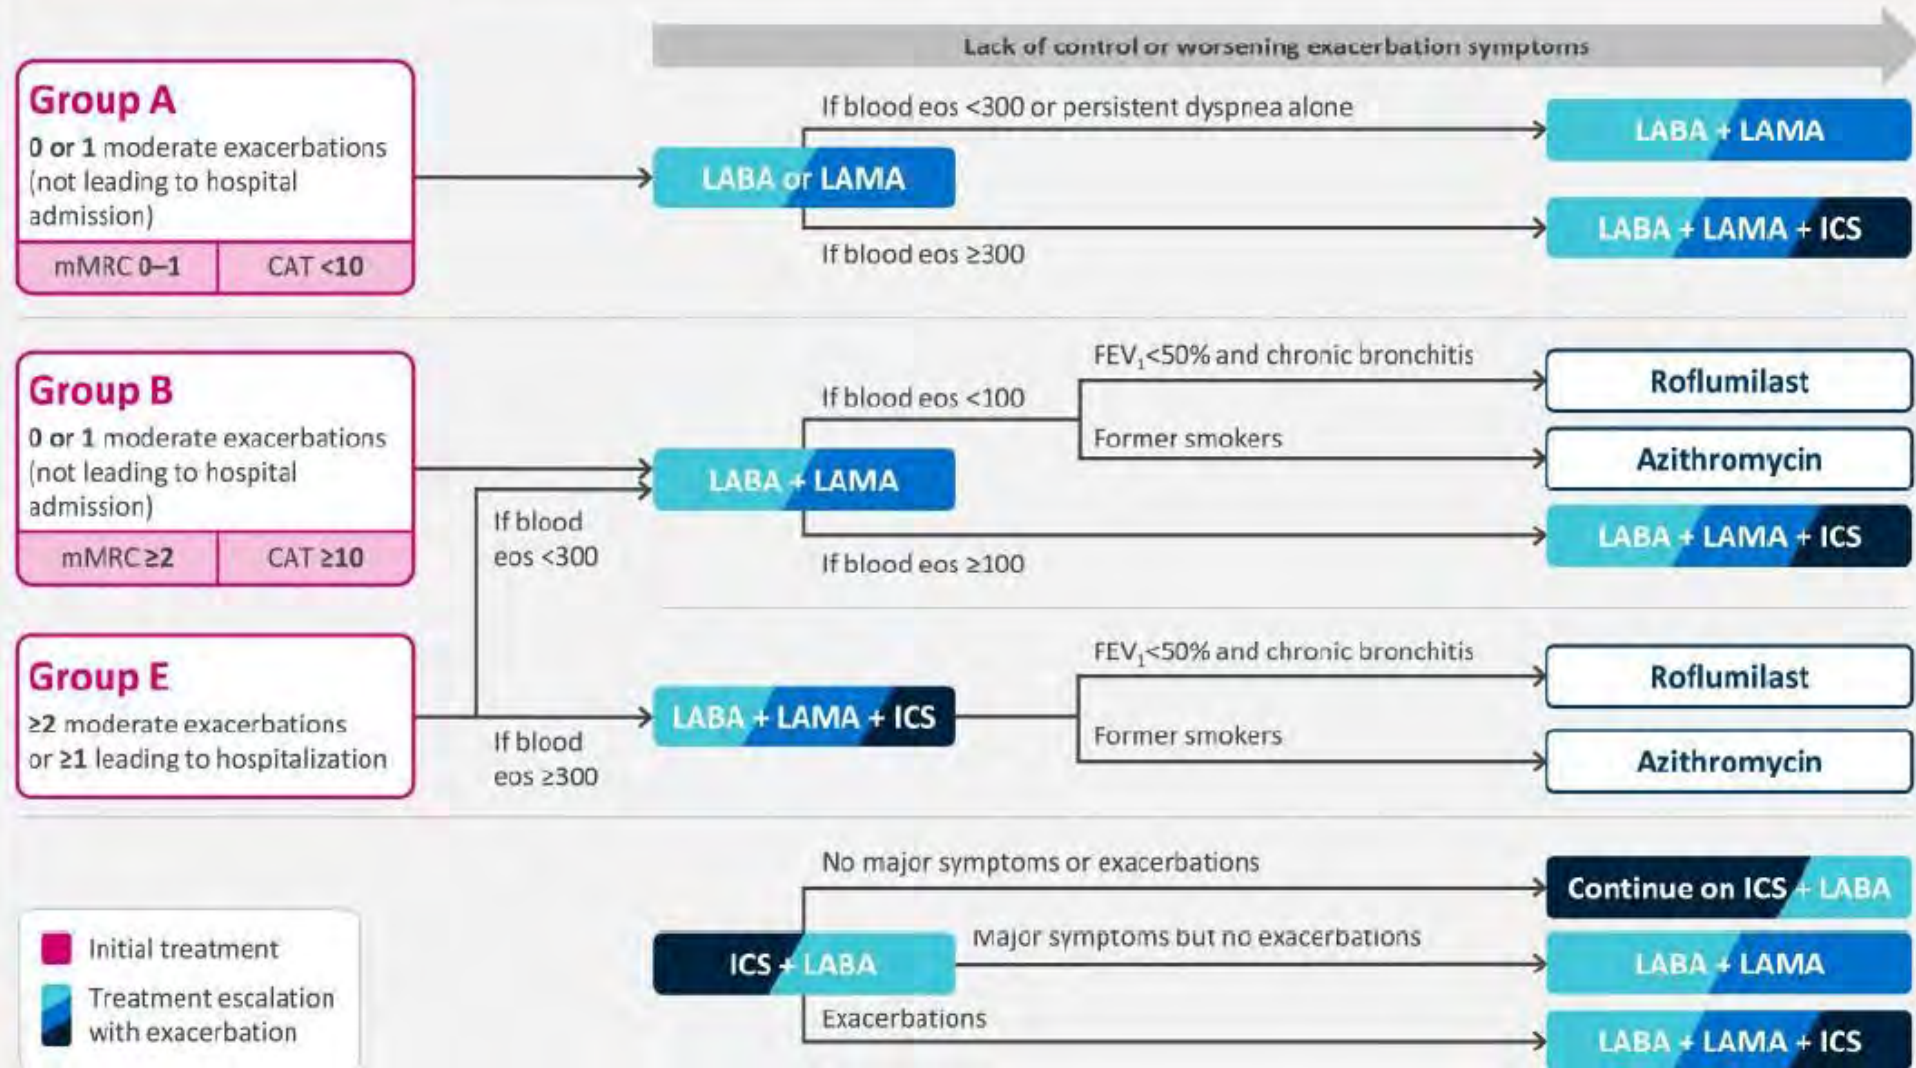 Lack of control or worsening exacerbation symptoms
Group A
0 or 1 moderate exacerbations
(not leading to hospital
admission)
mMRC 0–1
CAT <10
LABA or LAMA
If blood eos <300 or persistent dyspnea alone
LABA + LAMA
If blood eos ≥300
LABA + LAMA + ICS
Group B
0 or 1 moderate exacerbations
(not leading to hospital
admission)
mMRC ≥2
CAT ≥10
LABA + LAMA
If blood eos <100
FEV₁<50% and chronic bronchitis
Roflumilast
Former smokers
Azithromycin
If blood eos ≥100
LABA + LAMA + ICS
If blood
eos <300
Group E
≥2 moderate exacerbations
or ≥1 leading to hospitalization
If blood
eos ≥300
LABA + LAMA + ICS
FEV₁<50% and chronic bronchitis
Roflumilast
Former smokers
Azithromycin
ICS + LABA
No major symptoms or exacerbations
Continue on ICS + LABA
Major symptoms but no exacerbations
LABA + LAMA
Exacerbations
LABA + LAMA + ICS
Initial treatment
Treatment escalation
with exacerbation